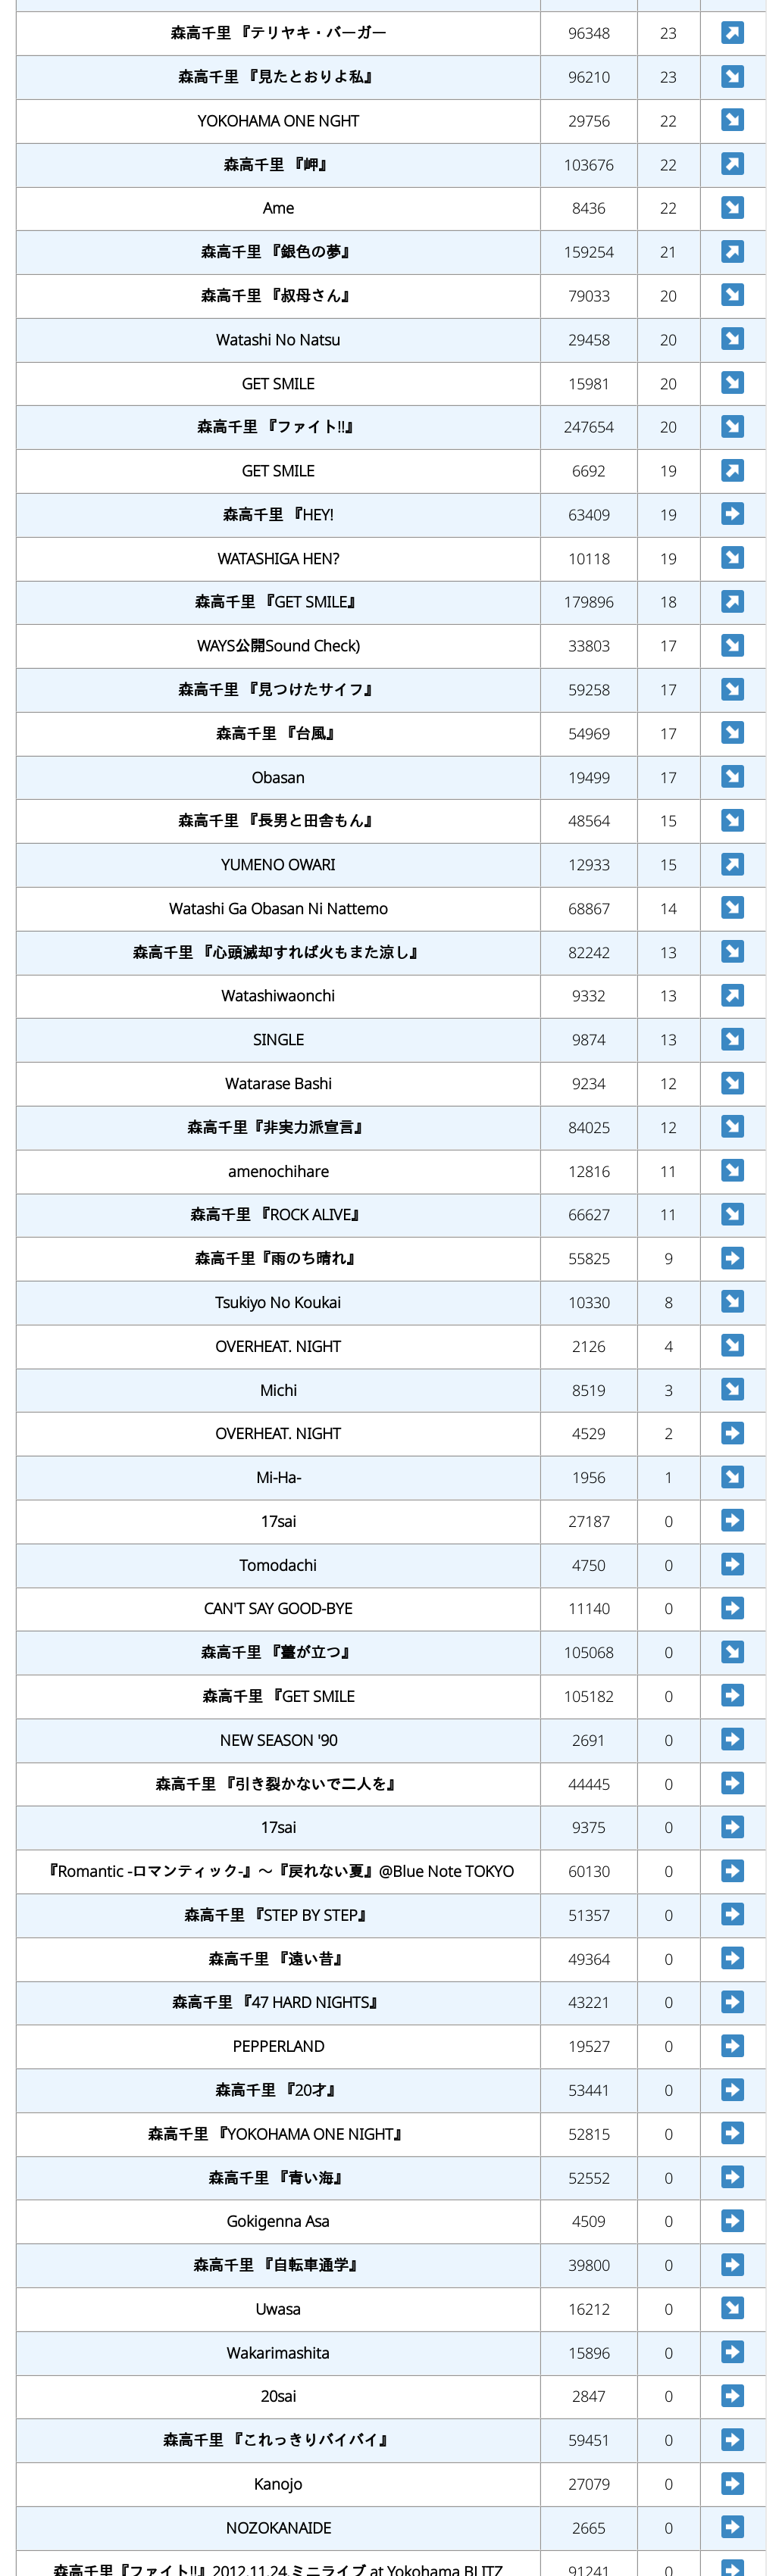 森高千里 『テリヤキ・バーガー 96348 23 ↗
森高千里 『見たとおりよ私』 96210 23 ↘
YOKOHAMA ONE NGHT 29756 22 ↘
森高千里 『岬』 103676 22 ↗
Ame 8436 22 ↘
森高千里 『銀色の夢』 159254 21 ↗
森高千里 『叔母さん』 79033 20 ↘
Watashi No Natsu 29458 20 ↘
GET SMILE 15981 20 ↘
森高千里 『ファイト!!』 247654 20 ↘
GET SMILE 6692 19 ↗
森高千里 『HEY! 63409 19 ➡
WATASHIGA HEN? 10118 19 ↘
森高千里 『GET SMILE』 179896 18 ↗
WAYS公開Sound Check) 33803 17 ↘
森高千里 『見つけたサイフ』 59258 17 ↘
森高千里 『台風』 54969 17 ↘
Obasan 19499 17 ↘
森高千里 『長男と田舎もん』 48564 15 ↘
YUMENO OWARI 12933 15 ↗
Watashi Ga Obasan Ni Nattemo 68867 14 ↘
森高千里 『心頭滅却すれば火もまた涼し』 82242 13 ↘
Watashiwaonchi 9332 13 ↗
SINGLE 9874 13 ↘
Watarase Bashi 9234 12 ↘
森高千里『非実力派宣言』 84025 12 ↘
amenochihare 12816 11 ↘
森高千里 『ROCK ALIVE』 66627 11 ↘
森高千里『雨のち晴れ』 55825 9 ➡
Tsukiyo No Koukai 10330 8 ↘
OVERHEAT. NIGHT 2126 4 ↘
Michi 8519 3 ↘
OVERHEAT. NIGHT 4529 2 ➡
Mi-Ha- 1956 1 ↘
17sai 27187 0 ➡
Tomodachi 4750 0 ➡
CAN'T SAY GOOD-BYE 11140 0 ➡
森高千里 『薹が立つ』 105068 0 ↘
森高千里 『GET SMILE 105182 0 ➡
NEW SEASON '90 2691 0 ➡
森高千里 『引き裂かないで二人を』 44445 0 ➡
17sai 9375 0 ➡
『Romantic -ロマンティック-』～『戻れない夏』@Blue Note TOKYO 60130 0 ➡
森高千里 『STEP BY STEP』 51357 0 ➡
森高千里 『遠い昔』 49364 0 ➡
森高千里 『47 HARD NIGHTS』 43221 0 ➡
PEPPERLAND 19527 0 ➡
森高千里 『20才』 53441 0 ➡
森高千里 『YOKOHAMA ONE NIGHT』 52815 0 ➡
森高千里 『青い海』 52552 0 ➡
Gokigenna Asa 4509 0 ➡
森高千里 『自転車通学』 39800 0 ➡
Uwasa 16212 0 ↘
Wakarimashita 15896 0 ➡
20sai 2847 0 ➡
森高千里 『これっきりバイバイ』 59451 0 ➡
Kanojo 27079 0 ➡
NOZOKANAIDE 2665 0 ➡
森高千里『ファイト!!』2012.11.24 ミニライブ at Yokohama BLITZ 91241 0 ➡